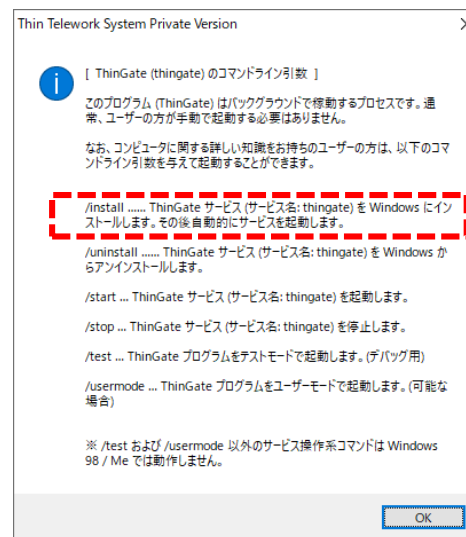 Thin Telework System Private Version
[ ThinGate (thingate) のコマンドライン引数 ]
このプログラム (ThinGate) はバックグラウンドで稼動するプロセスです。通
常、ユーザーの方が手動で起動する必要はありません。
なお、コンピュータに関する詳しい知識をお持ちのユーザーの方は、以下のコマ
ンドライン引数を与えて起動することができます。
/install ...... ThinGate サービス (サービス名: thingate) を Windows にイン
ストールします。その後自動的にサービスを起動します。
/uninstall ...... ThinGate サービス (サービス名: thingate) を Windows か
らアンインストールします。
/start ... ThinGate サービス (サービス名: thingate) を起動します。
/stop ... ThinGate サービス (サービス名: thingate) を停止します。
/test ... ThinGate プログラムをテストモードで起動します。(デバッグ用)
/usermode ... ThinGate プログラムをユーザーモードで起動します。(可能な
場合)
※ /test および /usermode 以外のサービス操作系コマンドは Windows
98 / Me では動作しません。
OK